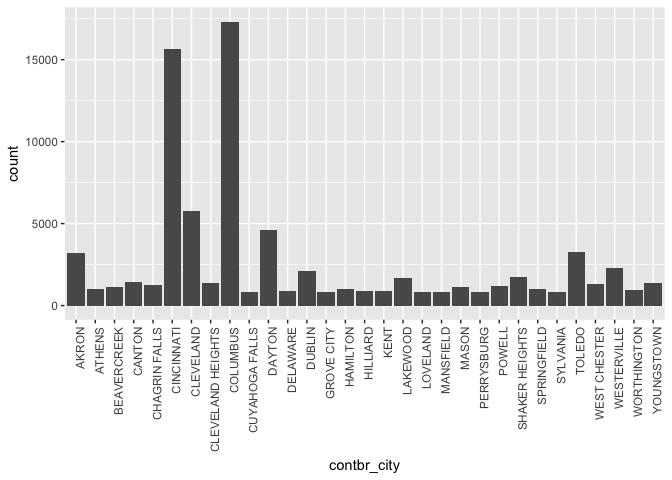 count
15000
10000
5000
0
AKRON
ATHENS
BEAVERCREEK
CANTON
CHAGRIN FALLS
CINCINNATI
CLEVELAND
CLEVELAND HEIGHTS
COLUMBUS
CUYAHOGA FALLS
DAYTON
DELAWARE
DUBLIN
GROVE CITY
HAMILTON
HILLIARD
KENT
LAKEWOOD
LOVELAND
MANSFIELD
MASON
PERRYSBURG
POWELL
SHAKER HEIGHTS
SPRINGFIELD
SYLVANIA
TOLEDO
WEST CHESTER
WESTERVILLE
WORTHINGTON
YOUNGSTOWN
contbr_city